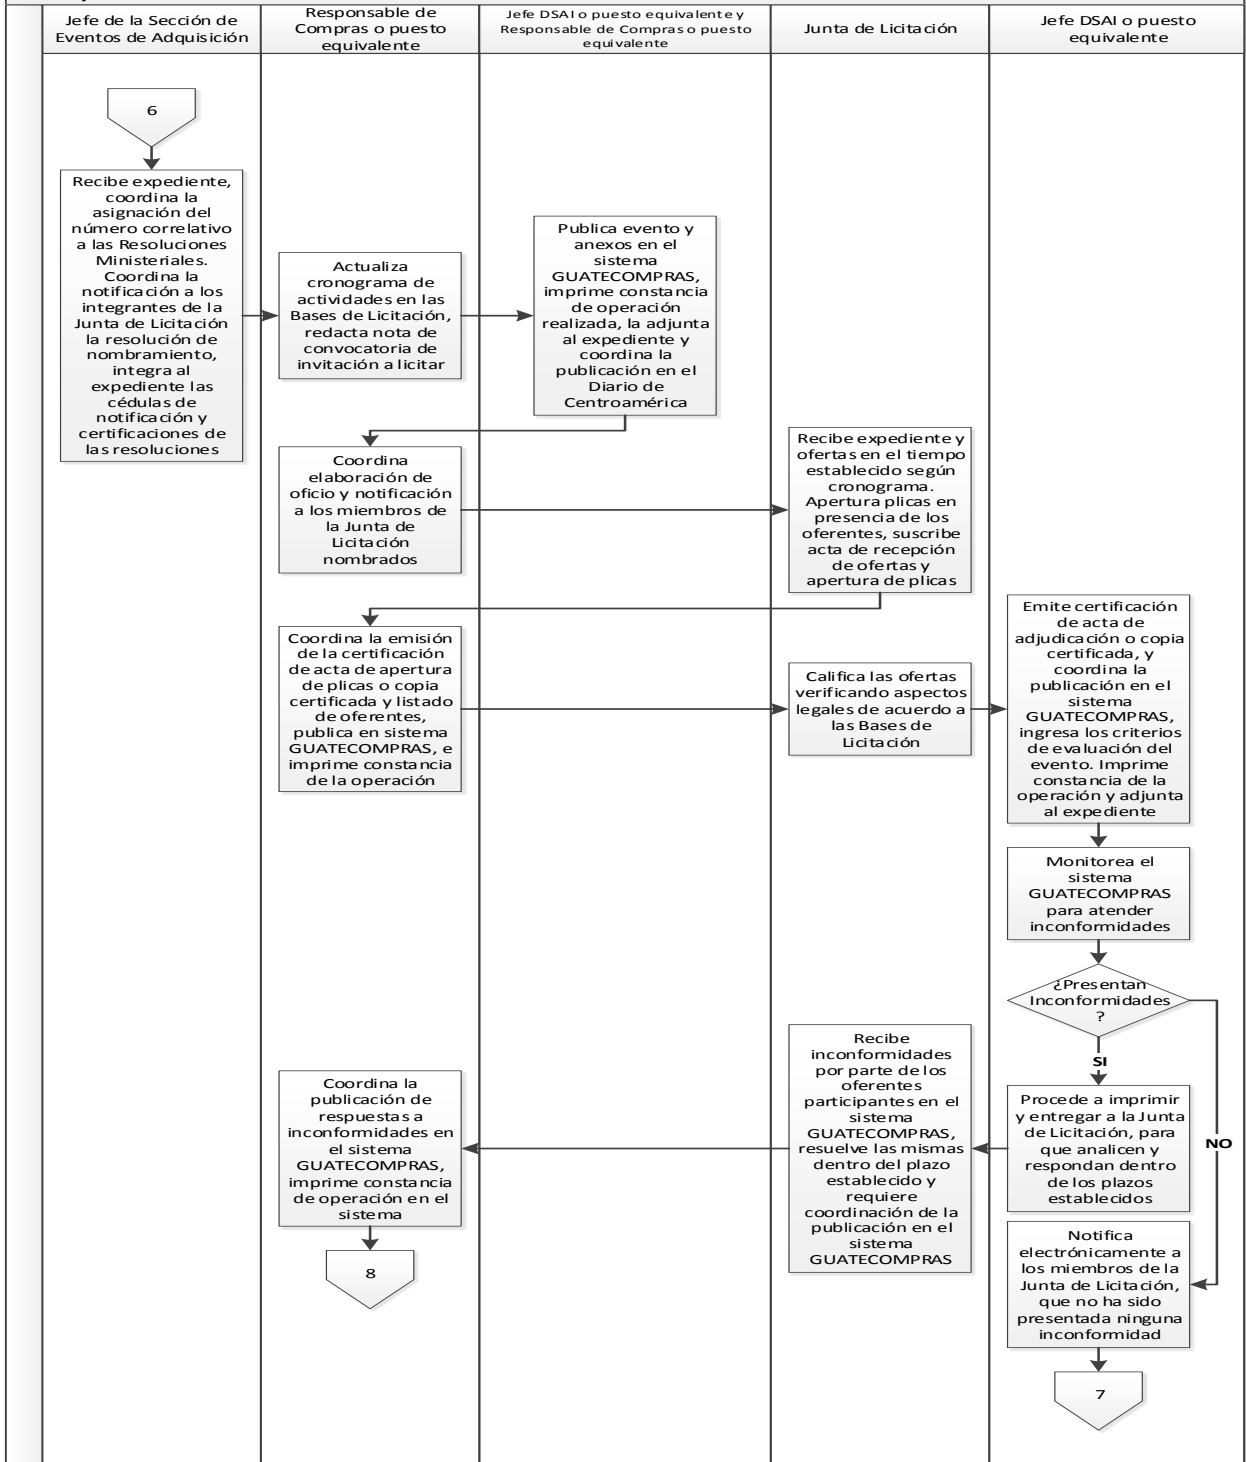 Jefe de la Sección de
Eventos de Adquisición
Responsable de
Compras o puesto
equivalente
Jefe DSAI o puesto equivalente y
Responsable de Compras o puesto
equivalente
Junta de Licitación
Jefe DSAI o puesto
equivalente
6
Recibe expediente,
coordina la
asignación del
número correlativo
a las Resoluciones
Ministeriales.
Coordina la
notificación a los
integrantes de la
Junta de Licitación
la resolución de
nombramiento,
integra al
expediente las
cédulas de
notificación y
certificaciones de
las resoluciones
Actualiza
cronograma de
actividades en las
Bases de Licitación,
redacta nota de
convocatoria de
invitación a licitar
Publica evento y
anexos en el
sistema
GUATECOMPRAS,
imprime constancia
de operación
realizada, la adjunta
al expediente y
coordina la
publicación en el
Diario de
Centroamérica
Coordina
elaboración de
oficio y notificación
a los miembros de
la Junta de
Licitación
nombrados
Recibe expediente y
ofertas en el tiempo
establecido según
cronograma.
Apertura plicas en
presencia de los
oferentes, suscribe
acta de recepción
de ofertas y
apertura de plicas
Coordina la emisión
de la certificación
de acta de apertura
de plicas o copia
certificada y listado
de oferentes,
publica en sistema
GUATECOMPRAS, e
imprime constancia
de la operación
Califica las ofertas
verificando aspectos
legales de acuerdo a
las Bases de
Licitación
Emite certificación
de acta de
adjudicación o copia
certificada, y
coordina la
publicación en el
sistema
GUATECOMPRAS,
ingresa los criterios
de evaluación del
evento. Imprime
constancia de la
operación y adjunta
al expediente
Monitorea el
sistema
GUATECOMPRAS
para atender
inconformidades
¿Presentan
Inconformidades
?
SI
NO
Procede a imprimir
y entregar a la Junta
de Licitación, para
que analicen y
respondan dentro
de los plazos
establecidos
Recibe
inconformidades
por parte de los
oferentes
participantes en el
sistema
GUATECOMPRAS,
resuelve las mismas
dentro del plazo
establecido y
requiere
coordinación de la
publicación en el
sistema
GUATECOMPRAS
Coordina la
publicación de
respuestas a
inconformidades en
el sistema
GUATECOMPRAS,
imprime constancia
de operación en el
sistema
8
Notifica
electrónicamente a
los miembros de la
Junta de Licitación,
que no ha sido
presentada ninguna
inconformidad
7